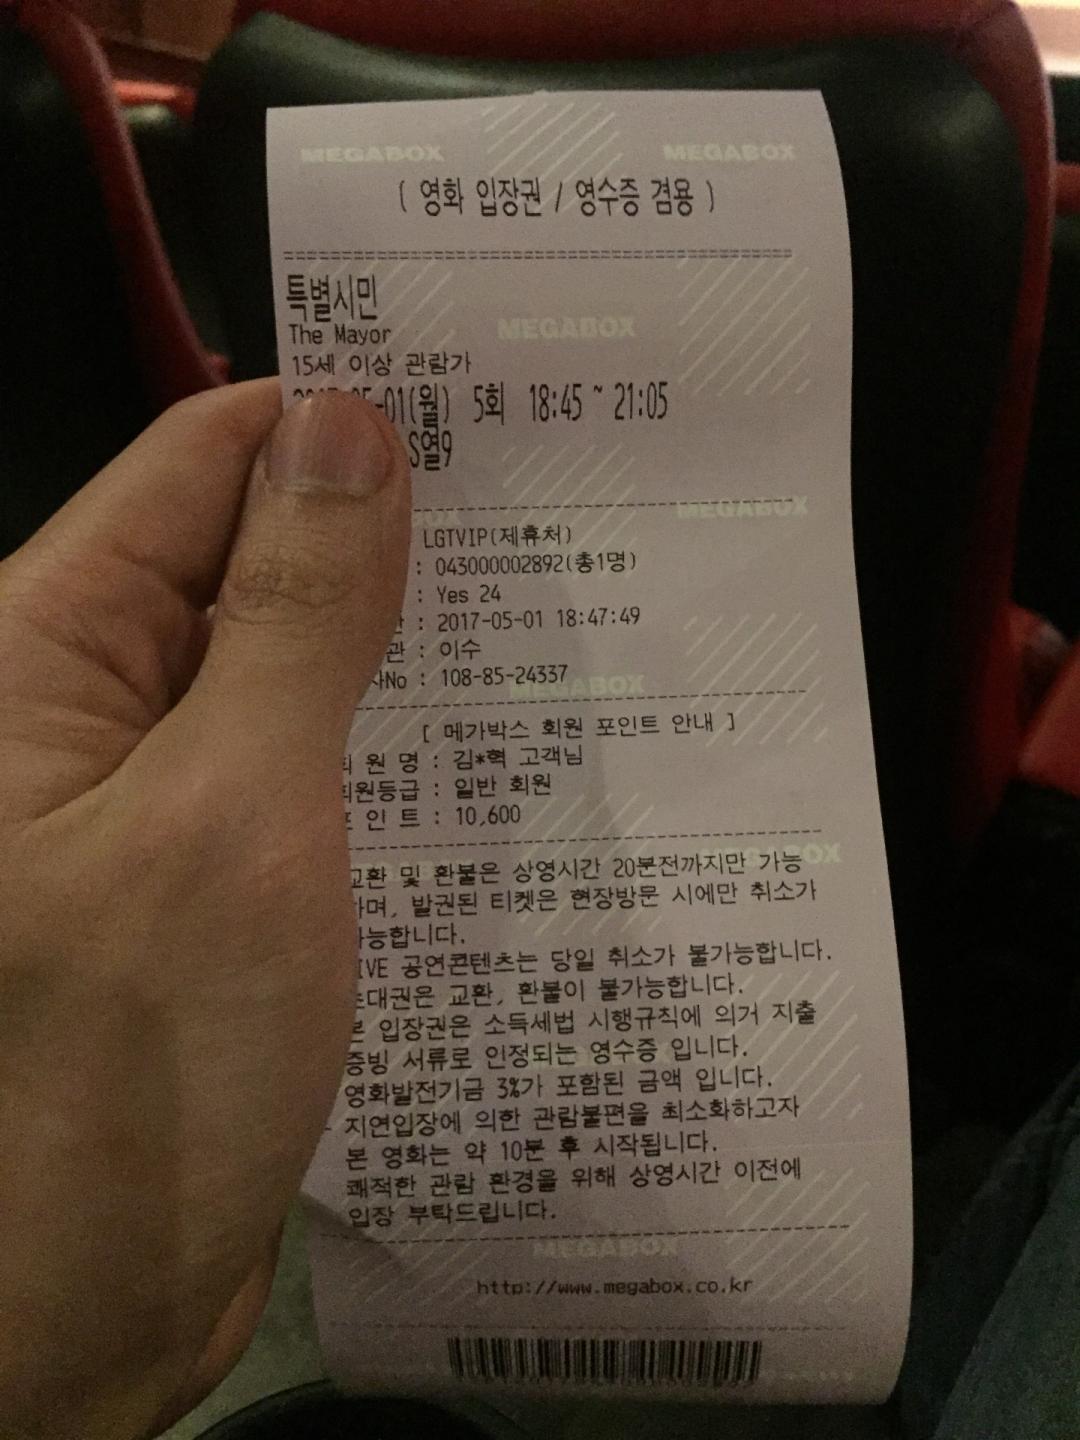 MEGABOX MEGABOX
( 영화 입장권 / 영수증 겸용 )
특별시민
MEGABOX
The Mayor
15세 이상 관람가
-01(월) 5회 18:45 ~ 21:05
S열9
MEGABOX
LGTVIP(제휴처)
: 043000002892(총1명)
: Yes 24
: 2017-05-01 18:47:49
관 : 이수
No : 108-85-24337
MEGABOX
[ 메가박스 회원 포인트 안내 ]
원 명 : 김*혁 고객님
회원등급 : 일반 회원
인 트 : 10,600
교환 및 환불은 상영시간 20분전까지만 가능
하며, 발권된 티켓은 현장방문 시에만 취소가
가능합니다.
IVE 공연콘텐츠는 당일 취소가 불가능합니다.
초대권은 교환, 환불이 불가능합니다.
본 입장권은 소득세법 시행규칙에 의거 지출
증빙 서류로 인정되는 영수증 입니다.
영화발전기금 3%가 포함된 금액 입니다.
지연입장에 의한 관람불편을 최소화하고자
본 영화는 약 10분 후 시작됩니다.
쾌적한 관람 환경을 위해 상영시간 이전에
입장 부탁드립니다.
MEGABOX
http://www.megabox.co.kr